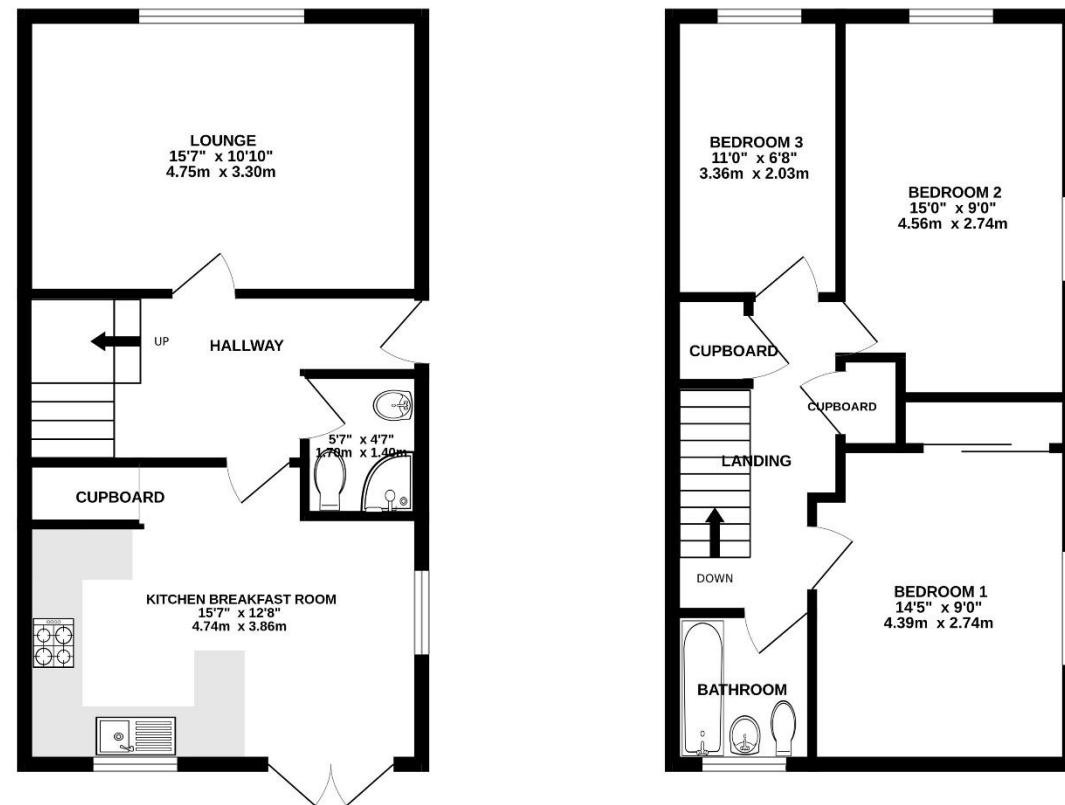 LOUNGE
15'7" x 10'10"
4.75m x 3.30m
UP
HALLWAY
5'7" x 4'7"
1.70m x 1.40m
CUPBOARD
KITCHEN BREAKFAST ROOM
15'7" x 12'8"
4.74m x 3.86m
BEDROOM 3
11'0" x 6'8"
3.36m x 2.03m
BEDROOM 2
15'0" x 9'0"
4.56m x 2.74m
CUPBOARD
CUPBOARD
LANDING
DOWN
BEDROOM 1
14'5" x 9'0"
4.39m x 2.74m
BATHROOM